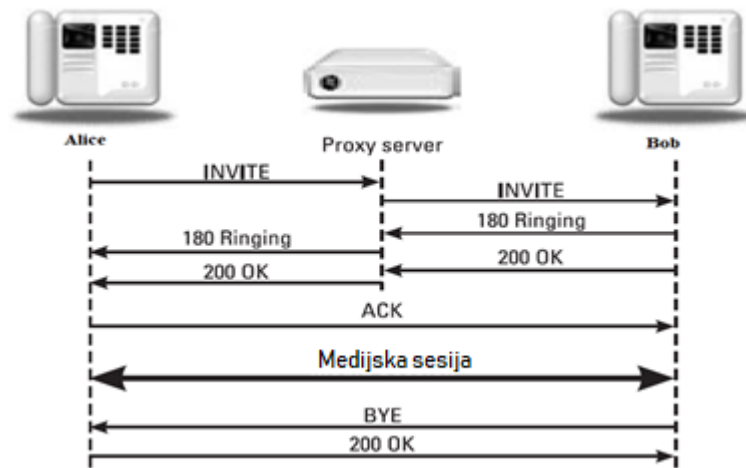 Alice
Proxy server
Bob
INVITE
INVITE
180 Ringing
180 Ringing
200 OK
200 OK
ACK
Medijska sesija
BYE
200 OK